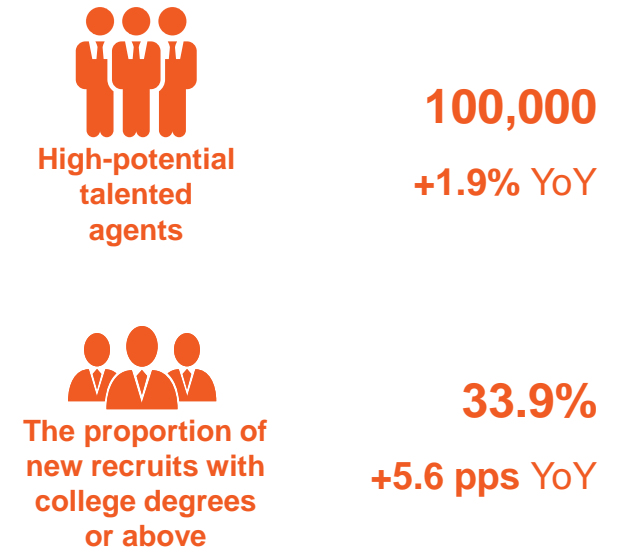 High-potential
talented
agents
100,000
+1.9% YoY
The proportion of
new recruits with
college degrees
or above
33.9%
+5.6 pps YoY